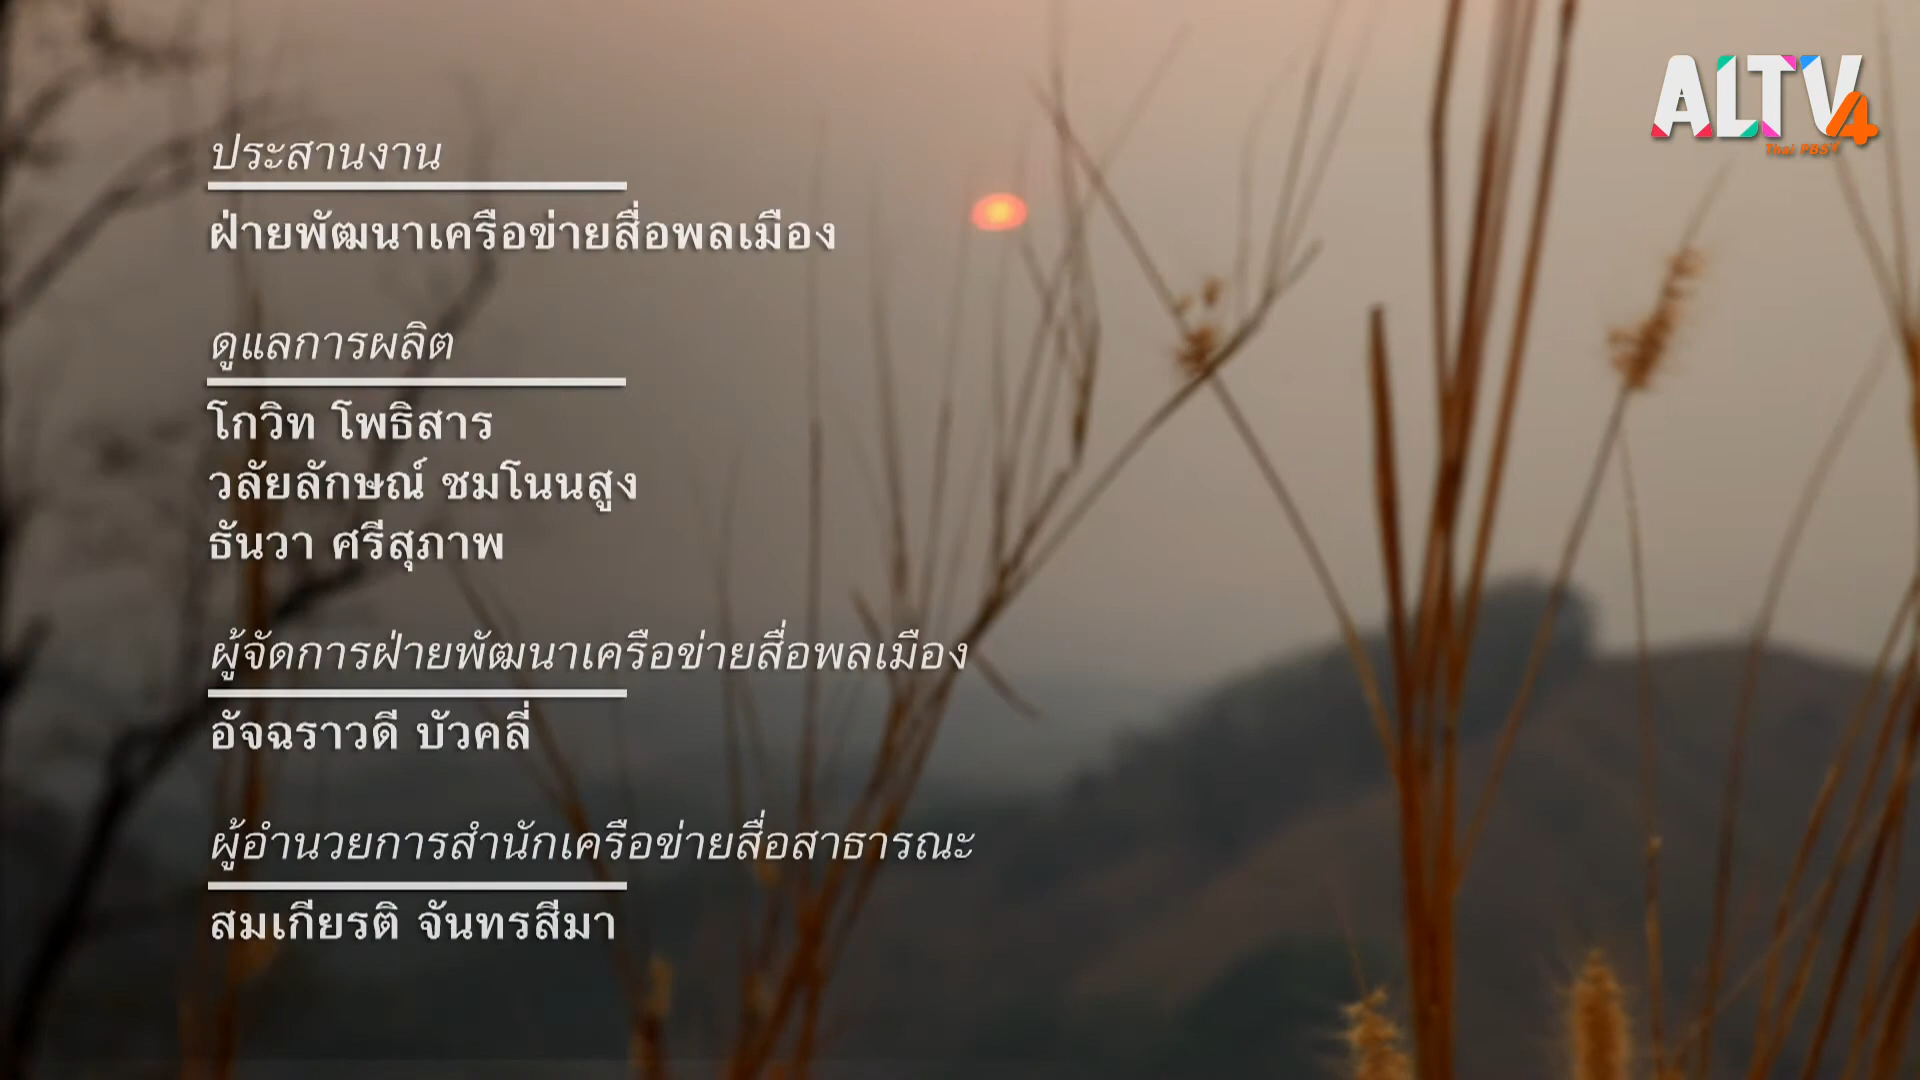 ALTV4
Thai PBS
ประสานงาน
ฝ่ายพัฒนาเครือข่ายสื่อพลเมือง
ดูแลการผลิต
โกวิท โพธิสาร
วลัยลักษณ์ ชมโนนสูง
ธันวา ศรีสุภาพ
ผู้จัดการฝ่ายพัฒนาเครือข่ายสื่อพลเมือง
อัจฉราวดี บัวคลี่
ผู้อำนวยการสำนักเครือข่ายสื่อสาธารณะ
สมเกียรติ จันทรสีมา